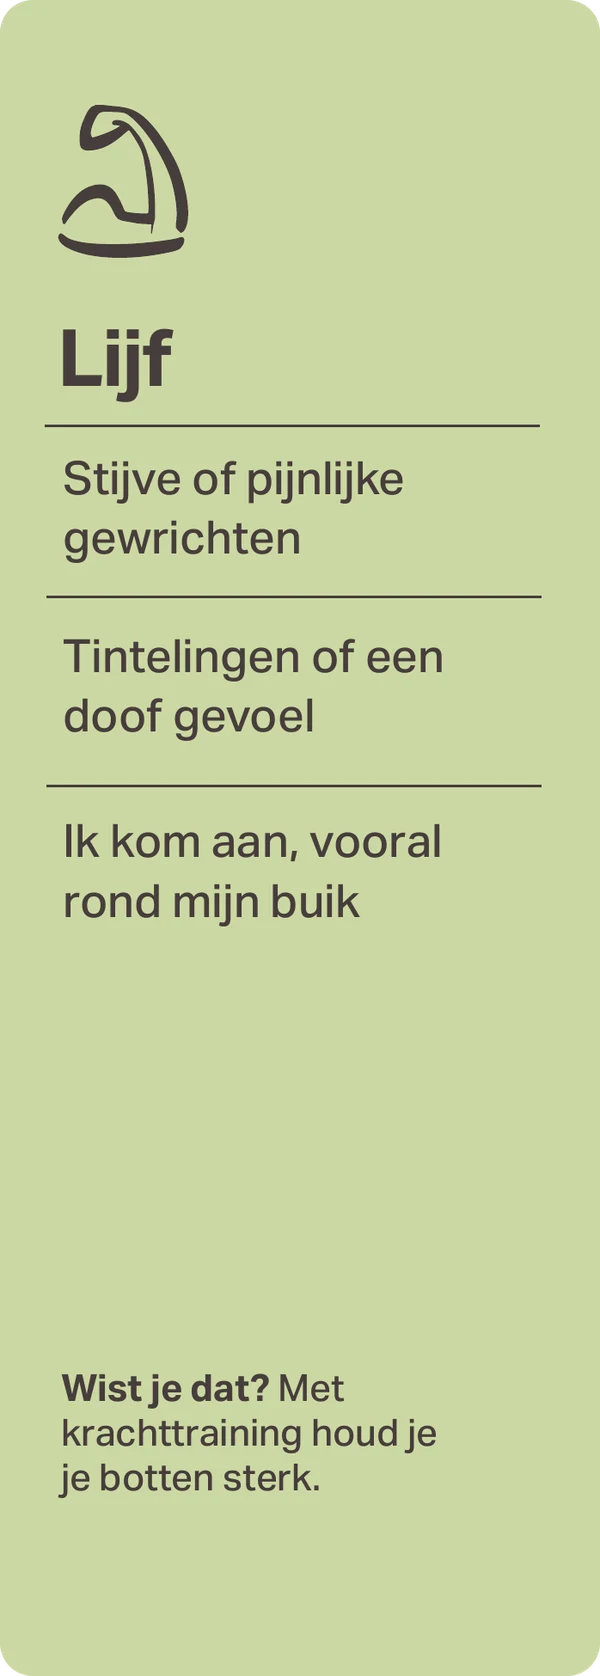 Lijf
Stijve of pijnlijke
gewrichten
Tintelingen of een
doof gevoel
Ik kom aan, vooral
rond mijn buik
Wist je dat? Met
krachttraining houd je
je botten sterk.